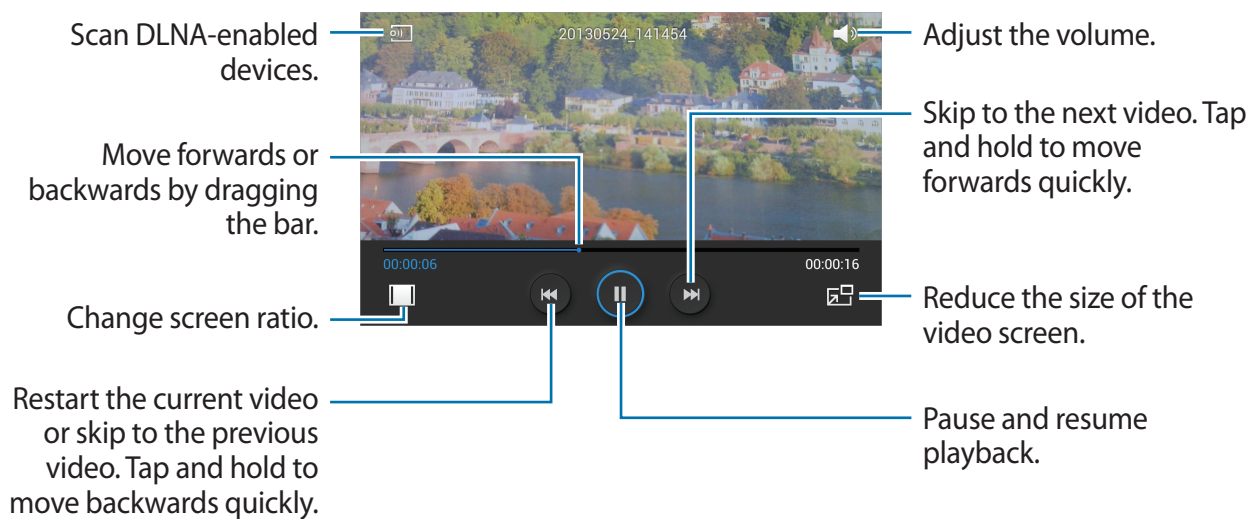 Scan DLNA-enabled
devices.
Move forwards or
backwards by dragging
the bar.
Change screen ratio.
Restart the current video
or skip to the previous
video. Tap and hold to
move backwards quickly.
20130524_141454
00:00:06
00:00:16
Adjust the volume.
Skip to the next video. Tap
and hold to move
forwards quickly.
Reduce the size of the
video screen.
Pause and resume
playback.